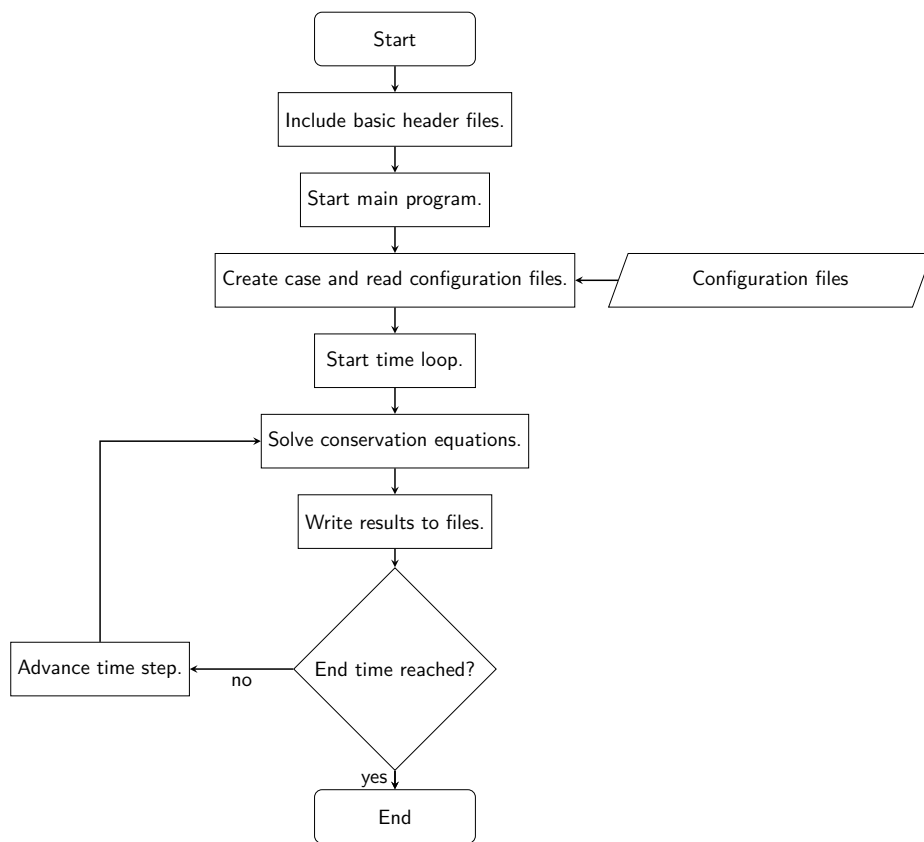 Start
Include basic header files.
Start main program.
Create case and read configuration files.
Configuration files
Start time loop.
Solve conservation equations.
Write results to files.
Advance time step.
no
End time reached?
yes
End